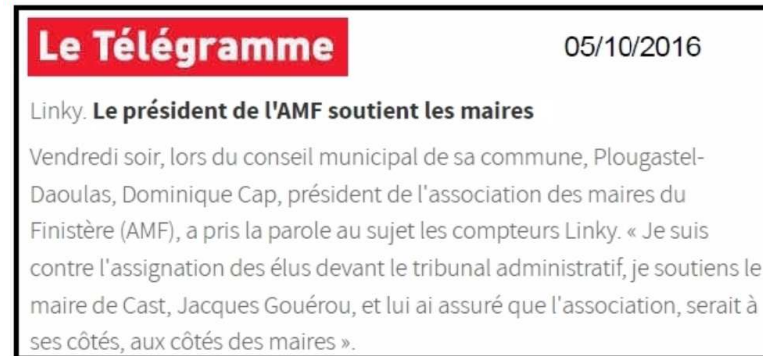 Le Télégramme 05/10/2016
Linky. Le président de l'AMF soutient les maires
Vendredi soir, lors du conseil municipal de sa commune, Plougastel-
Daoulas, Dominique Cap, président de l'association des maires du
Finistère (AMF), a pris la parole au sujet les compteurs Linky. « Je suis
contre l'assignation des élus devant le tribunal administratif, je soutiens le
maire de Cast, Jacques Gouérou, et lui ai assuré que l'association, serait à
ses côtés, aux côtés des maires ».